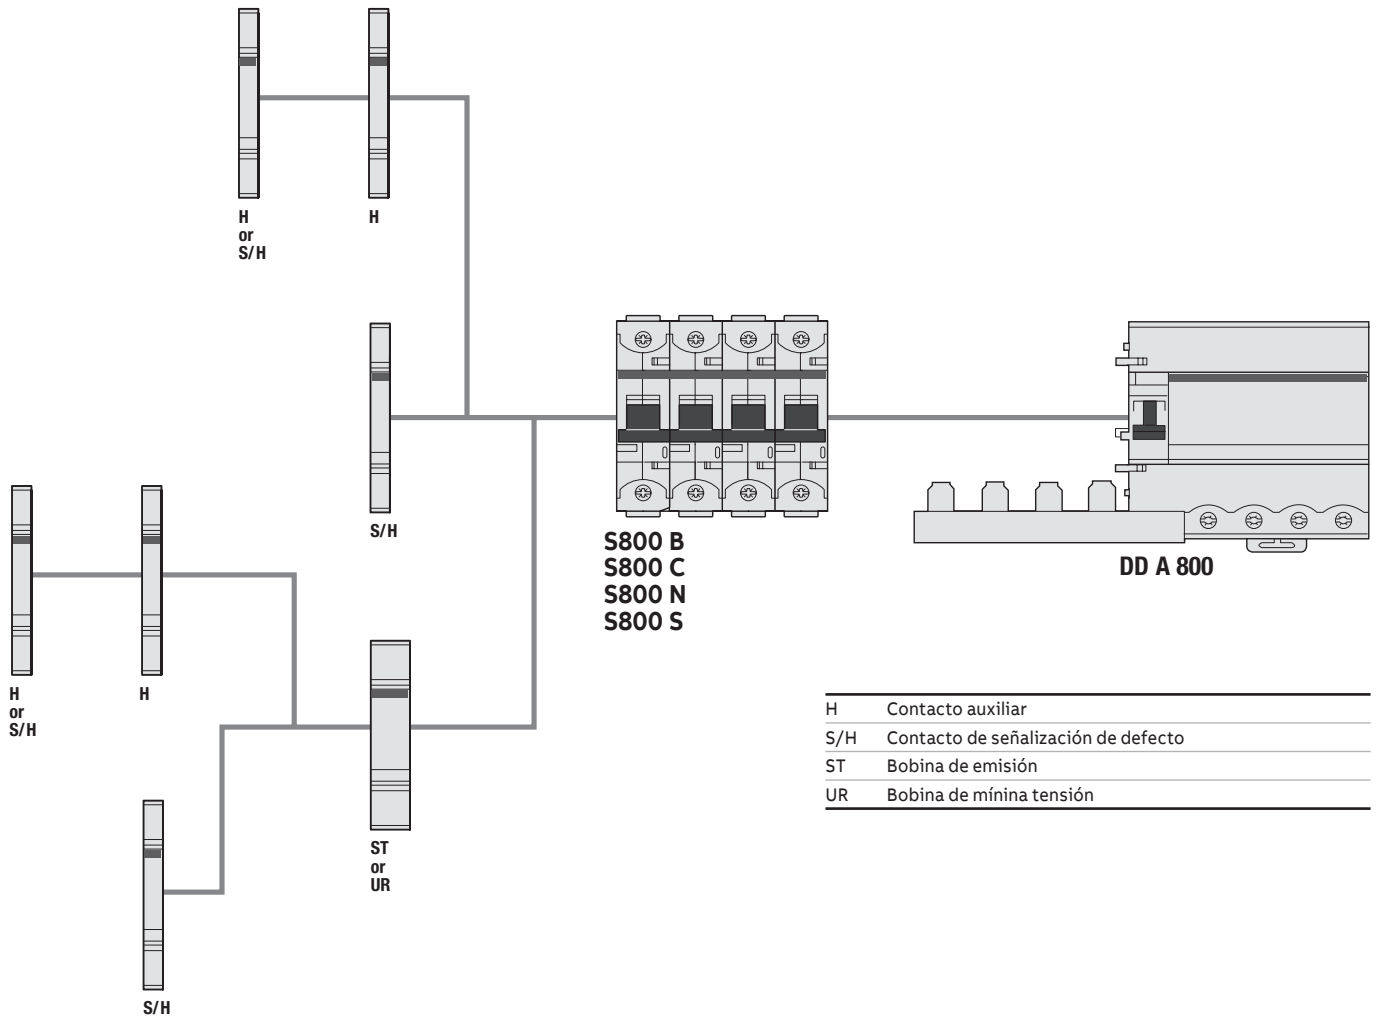 H
or
S/H
H
S/H
S800 B
S800 C
S800 N
S800 S
DD A 800
H
or
S/H
H
ST
or
UR
S/H
H Contacto auxiliar
S/H Contacto de señalización de defecto
ST Bobina de emisión
UR Bobina de mínina tensión